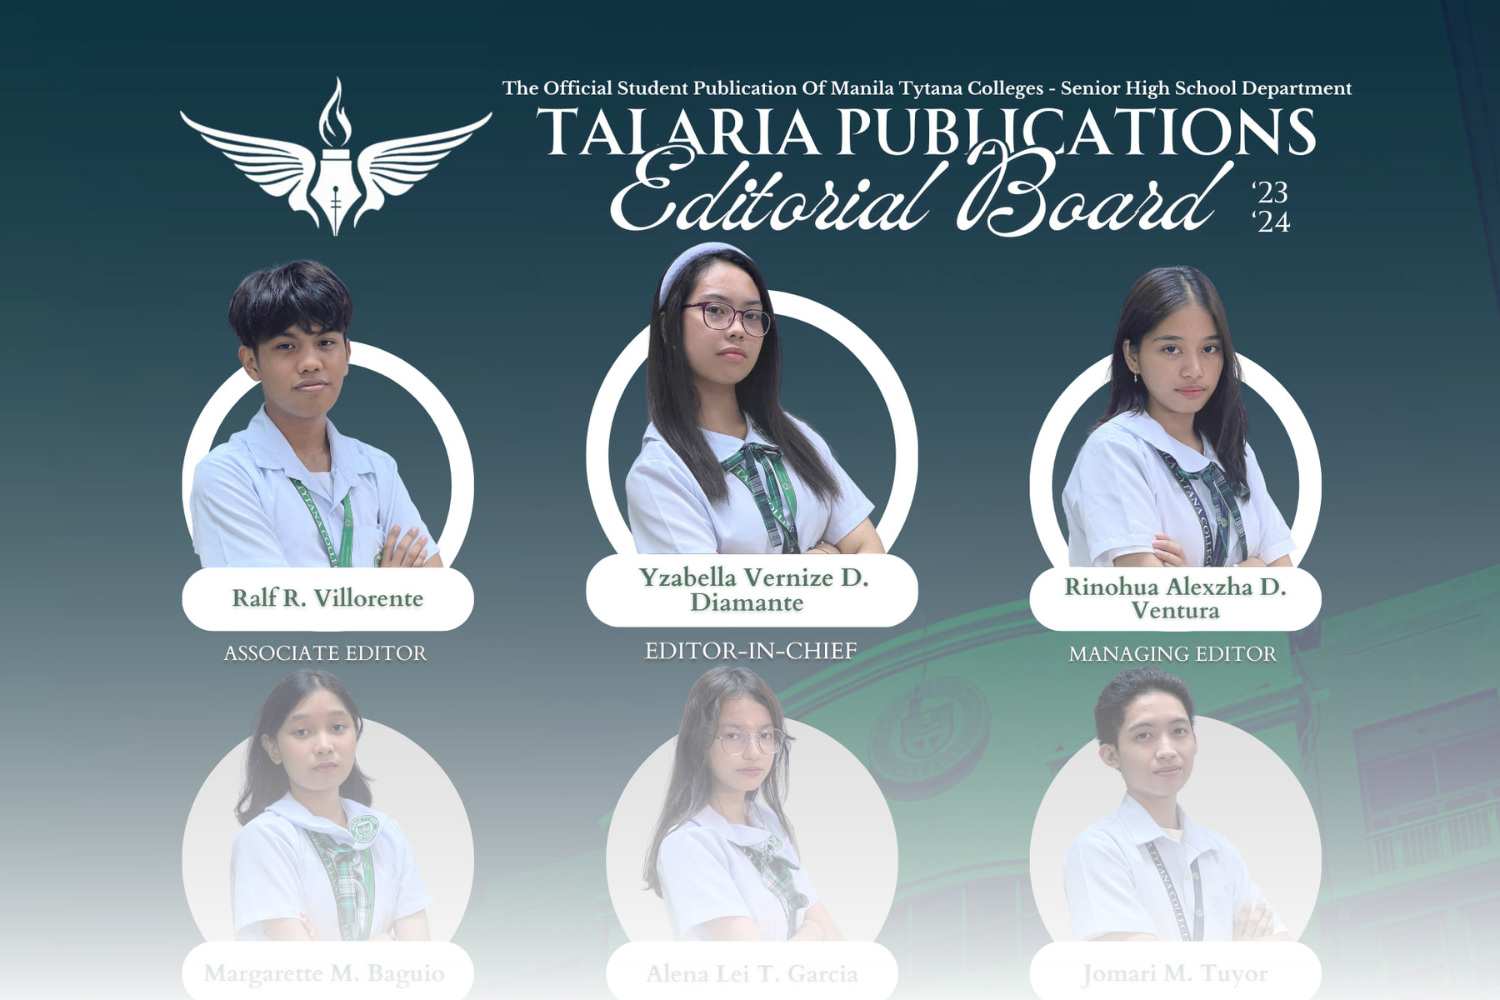 The Official Student Publication Of Manila Tytana Colleges - Senior High School Department
TALARIA PUBLICATIONS
Editorial Board
‘23
‘24
Ralf R. Villorente
ASSOCIATE EDITOR
Yzabella Vernize D.
Diamante
EDITOR-IN-CHIEF
Rinohua Alexzha D.
Ventura
MANAGING EDITOR
Margarette M. Baguio
Alena Lei T. Garcia
Jomari M. Tuyor